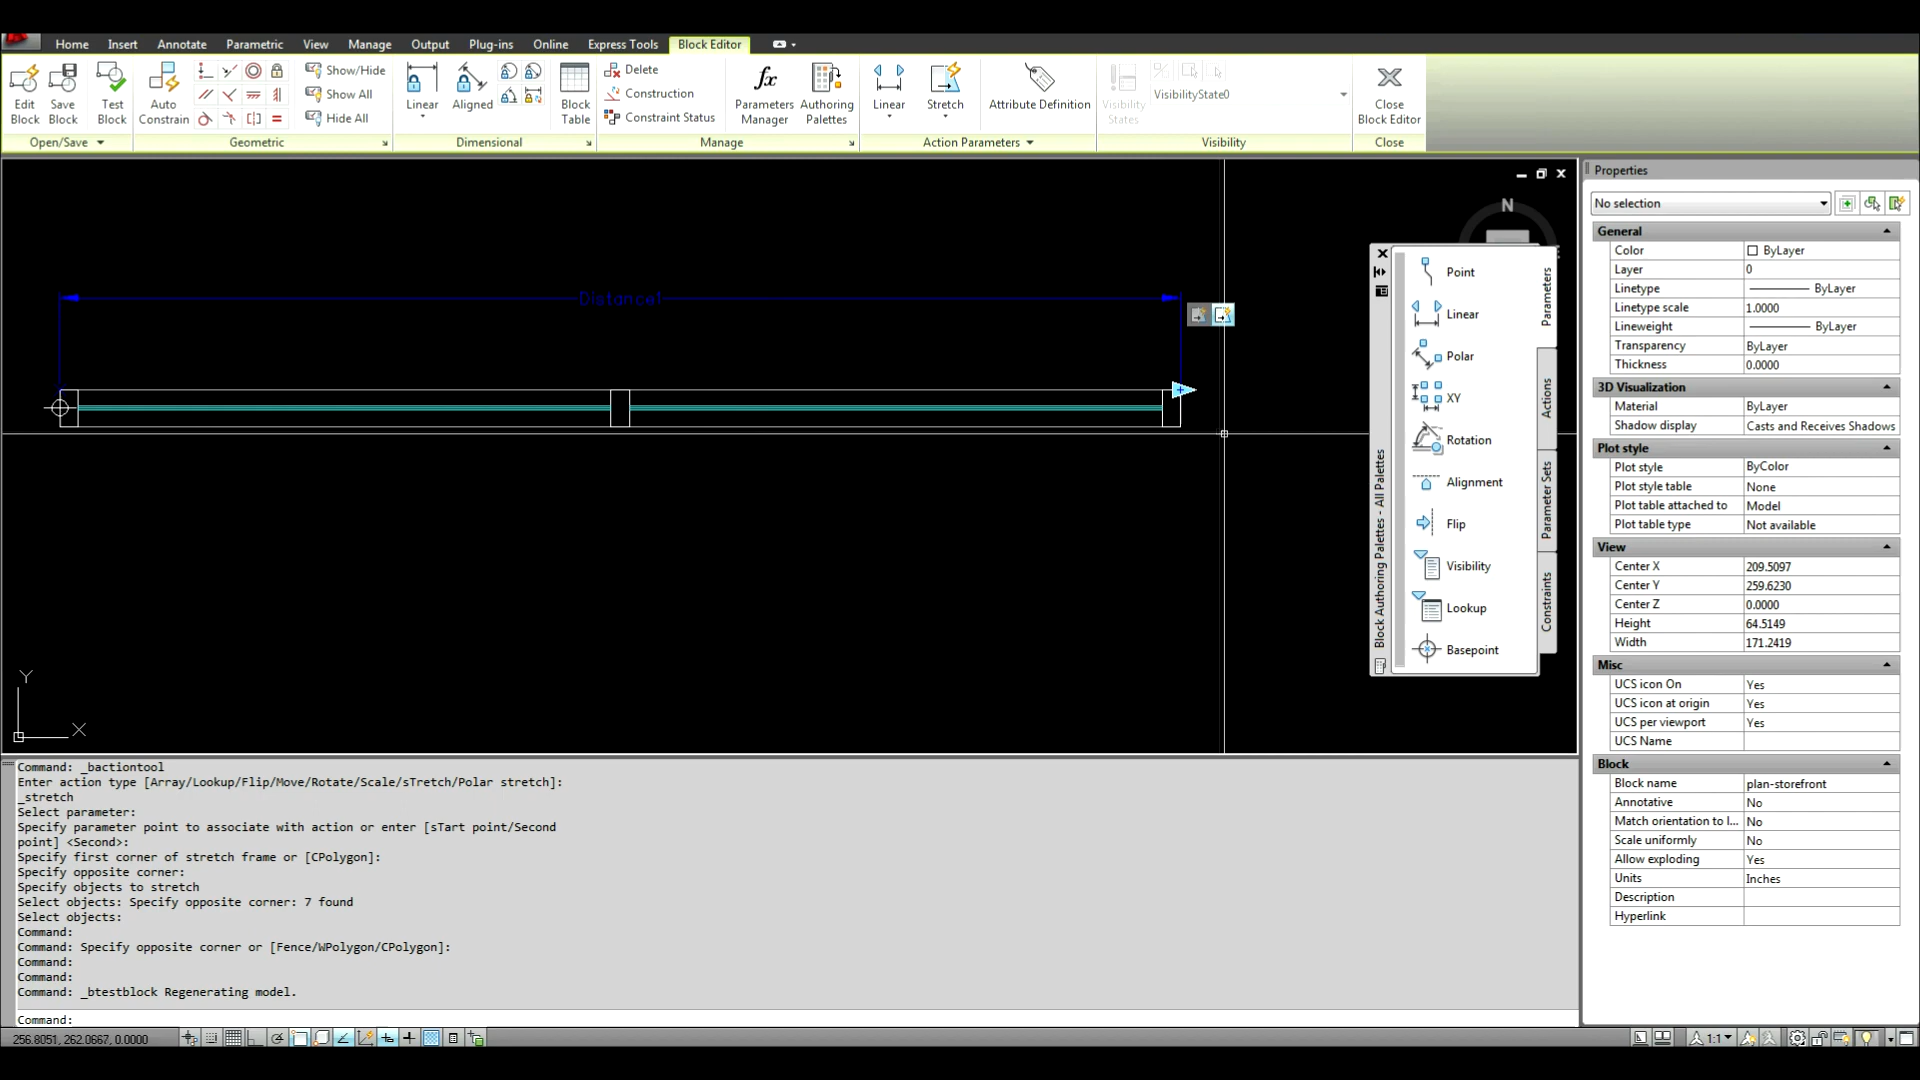 Home Insert Annotate Parametric View Manage Output Plug-ins Online Express Tools Block Editor
Edit Block
Save Block
Test Block
Auto Constrain
Show/Hide
Show All
Hide All
Linear
Aligned
Block Table
Delete
Construction
Constraint Status
Parameters Manager
Authoring Palettes
Linear
Stretch
Attribute Definition
Visibility States
VisibilityState0
Close Block Editor
Open/Save
Geometric
Dimensional
Manage
Action Parameters
Visibility
Close
Distance1
N
Y
X
Block Authoring Palettes - All Palettes
Point
Linear
Polar
XY
Rotation
Alignment
Flip
Visibility
Lookup
Basepoint
Parameters
Actions
Parameter Sets
Constraints
Properties
No selection
General
Color ByLayer
Layer 0
Linetype ByLayer
Linetype scale 1.0000
Lineweight ByLayer
Transparency ByLayer
Thickness 0.0000
3D Visualization
Material ByLayer
Shadow display Casts and Receives Shadows
Plot style
Plot style ByColor
Plot style table None
Plot table attached to Model
Plot table type Not available
View
Center X 209.5097
Center Y 259.6230
Center Z 0.0000
Height 64.5149
Width 171.2419
Misc
UCS icon On Yes
UCS icon at origin Yes
UCS per viewport Yes
UCS Name
Block
Block name plan-storefront
Annotative No
Match orientation to l... No
Scale uniformly No
Allow exploding Yes
Units Inches
Description
Hyperlink
Command: _bactiontool
Enter action type [Array/Lookup/Flip/Move/Rotate/Scale/sTretch/Polar stretch]:
_stretch
Select parameter:
Specify parameter point to associate with action or enter [sTart point/Second
point] <Second>:
Specify first corner of stretch frame or [CPolygon]:
Specify opposite corner:
Specify objects to stretch
Select objects: Specify opposite corner: 7 found
Select objects:
Command:
Command: Specify opposite corner or [Fence/WPolygon/CPolygon]:
Command:
Command:
Command: _btestblock Regenerating model.
Command:
256.8051, 262.0667, 0.0000
1:1